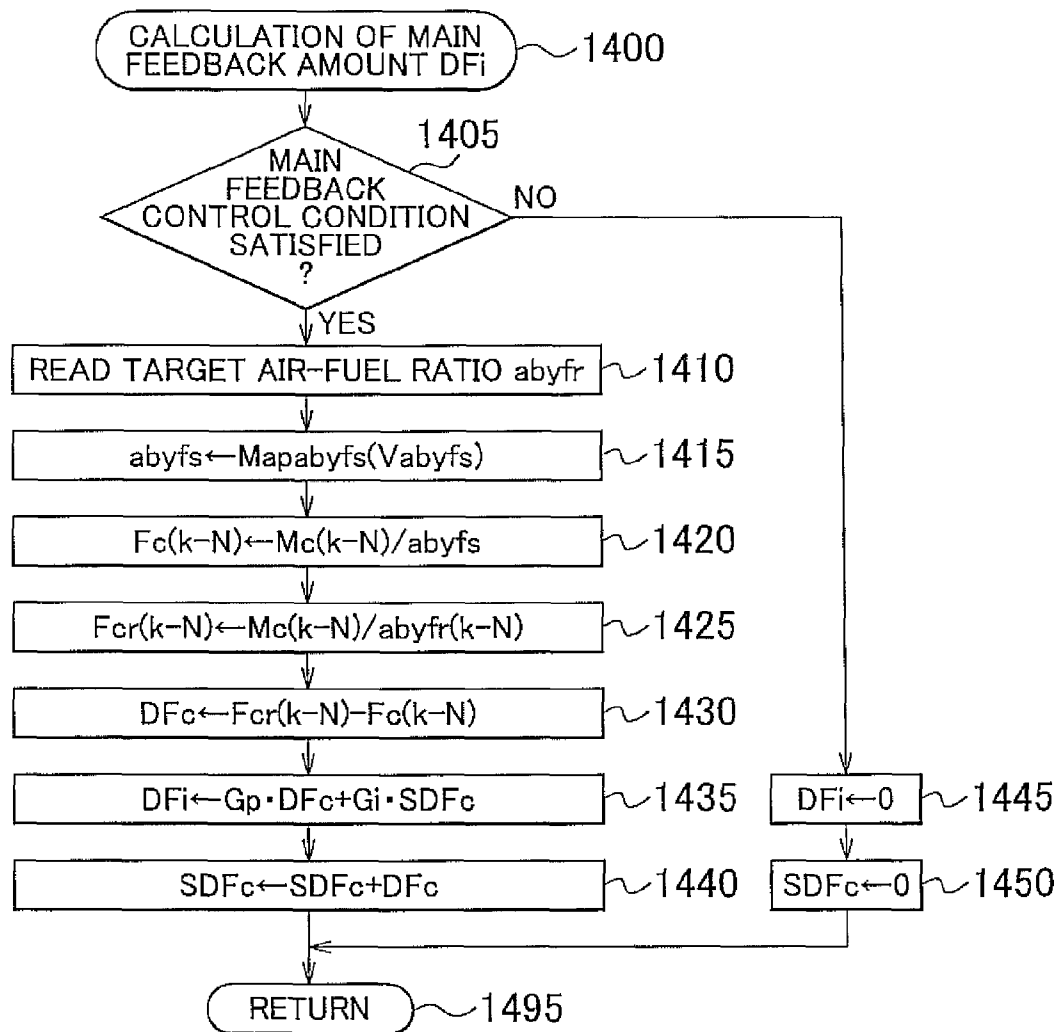 CALCULATION OF MAIN
FEEDBACK AMOUNT DFi
1400
1405
MAIN
FEEDBACK
CONTROL CONDITION
SATISFIED
?
NO
YES
READ TARGET AIR-FUEL RATIO abyfr
1410
abyfs←Mapabyfs(Vabyfs)
1415
Fc(k-N)←Mc(k-N)/abyfs
1420
Fcr(k-N)←Mc(k-N)/abyfr(k-N)
1425
DFc←Fcr(k-N)-Fc(k-N)
1430
DFi←Gp·DFc+Gi·SDFc
1435
DFi←0
1445
SDFc←SDFc+DFc
1440
SDFc←0
1450
RETURN
1495